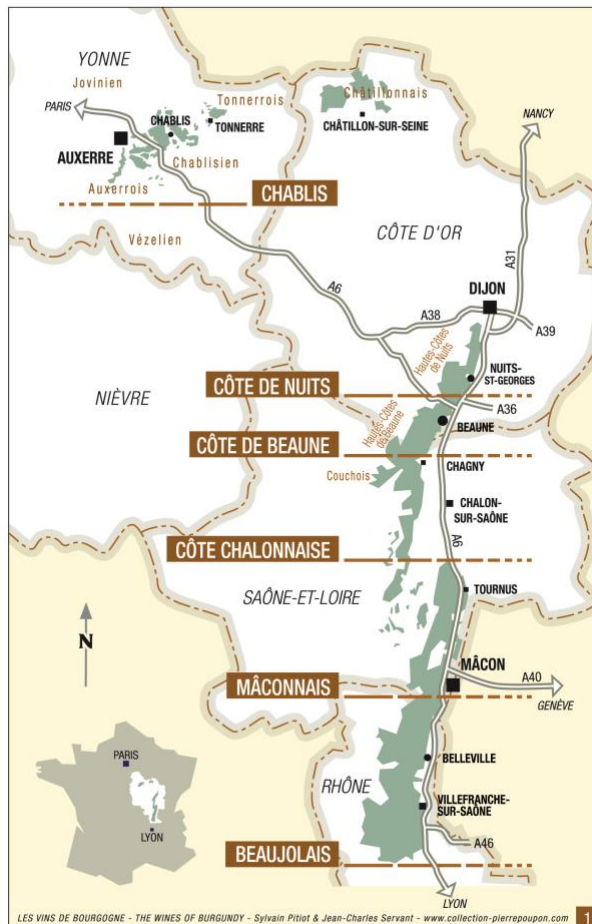 YONNE
Jovinien
PARIS
Tonnerrois
CHABLIS
TONNERRE
AUXERRE
Chablisien
Auxerrois
Châtillonnais
CHÂTILLON-SUR-SEINE
NANCY
CHABLIS
Vézelien
CÔTE D'OR
A31
A6
DIJON
A38
A39
Hautes-Côtes
de Nuits
NUITS-
ST-GEORGES
NIÈVRE
CÔTE DE NUITS
A36
Hautes-Côtes
de Beaune
BEAUNE
CÔTE DE BEAUNE
CHAGNY
Couchois
CHALON-
SUR-SAÔNE
A6
CÔTE CHALONNAISE
SAÔNE-ET-LOIRE
TOURNUS
N
MÂCON
A40
GENÈVE
MÂCONNAIS
PARIS
LYON
BELLEVILLE
RHÔNE
VILLEFRANCHE-
SUR-SAÔNE
A46
BEAUJOLAIS
LYON
LES VINS DE BOURGOGNE - THE WINES OF BURGUNDY - Sylvain Pitiot & Jean-Charles Servant - www.collection-pierrepoupon.com 1